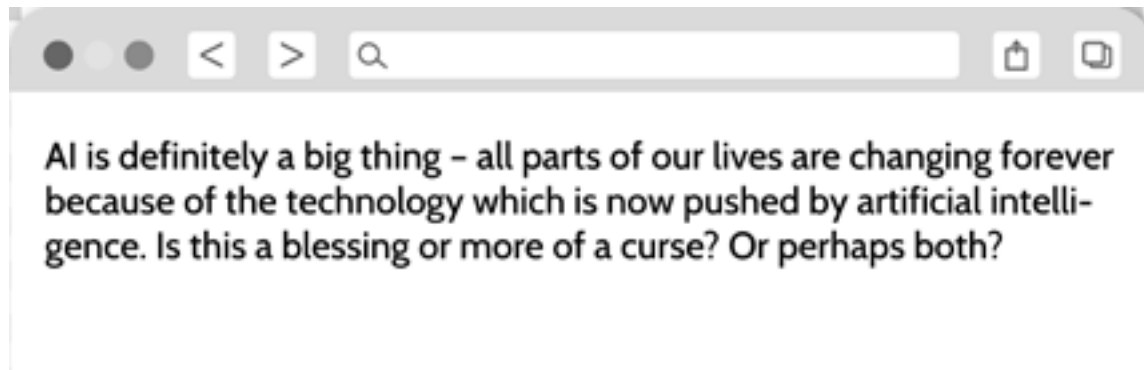 AI is definitely a big thing – all parts of our lives are changing forever
because of the technology which is now pushed by artificial intelli-
gence. Is this a blessing or more of a curse? Or perhaps both?